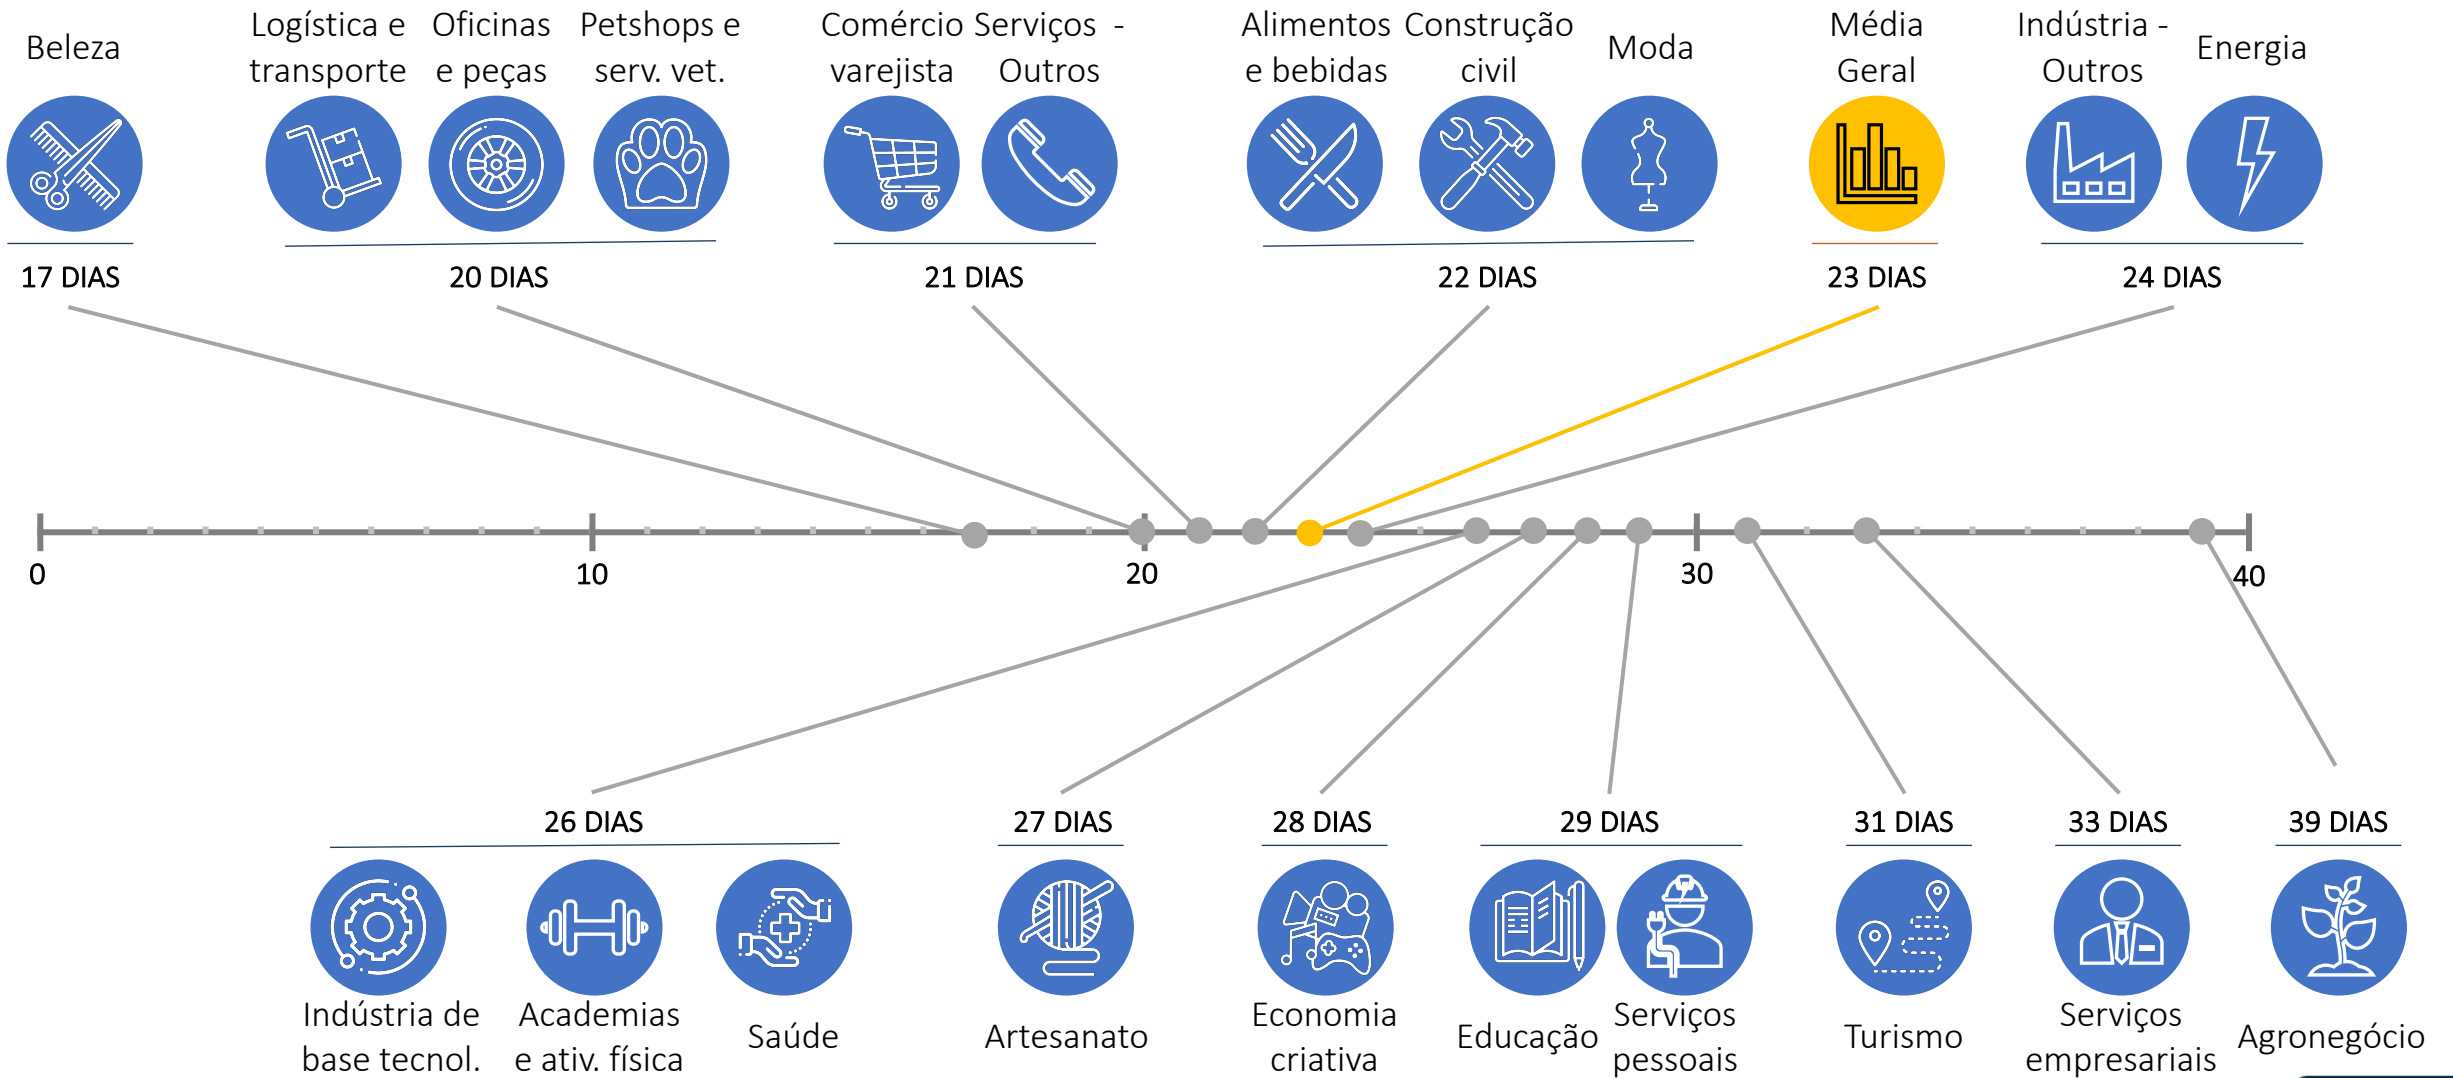 Beleza
Logística e
transporte
Oficinas
e peças
Petshops e
serv. vet.
Comércio
varejista
Serviços -
Outros
Alimentos
e bebidas
Construção
civil
Moda
Média
Geral
Indústria -
Outros
Energia
17 DIAS
20 DIAS
21 DIAS
22 DIAS
23 DIAS
24 DIAS
0
10
20
30
40
26 DIAS
27 DIAS
28 DIAS
29 DIAS
31 DIAS
33 DIAS
39 DIAS
Indústria de
base tecnol.
Academias
e ativ. física
Saúde
Artesanato
Economia
criativa
Educação
Serviços
pessoais
Turismo
Serviços
empresariais
Agronegócio